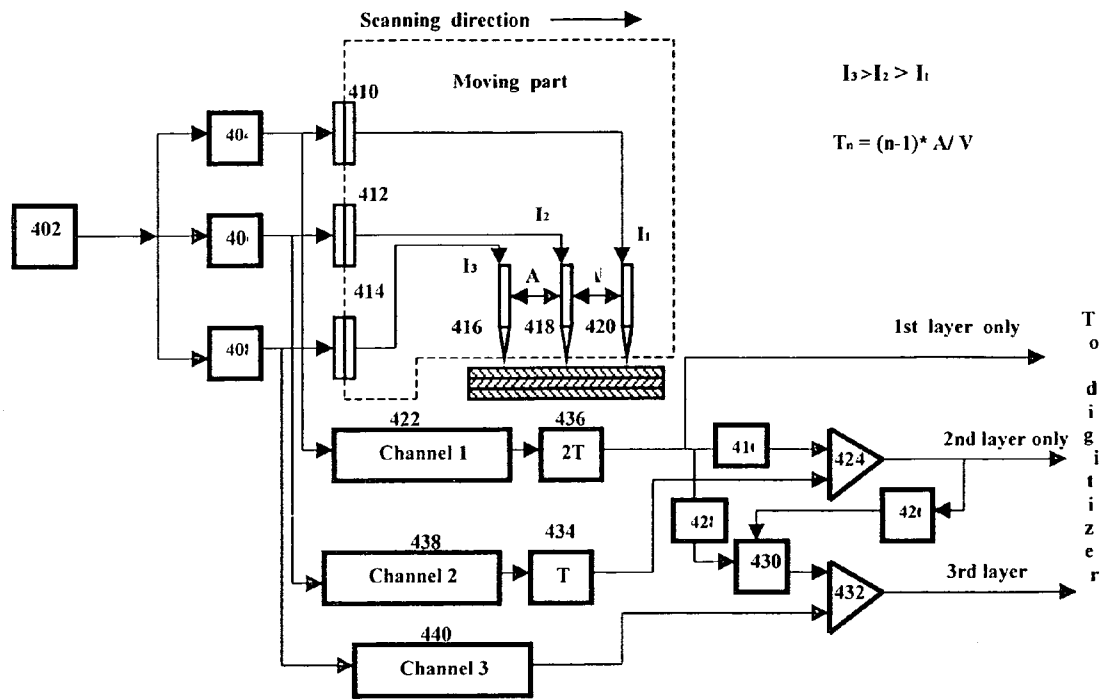 Scanning direction
Moving part
I₃ >I₂ > I₁
Tₙ = (n-1)* A/ V
410
412
402
I₂
I₁
I₃
A
414
416
418
420
1st layer only
To digitizer
422
436
Channel 1
2T
424
2nd layer only
438
434
Channel 2
T
430
432
3rd layer
440
Channel 3